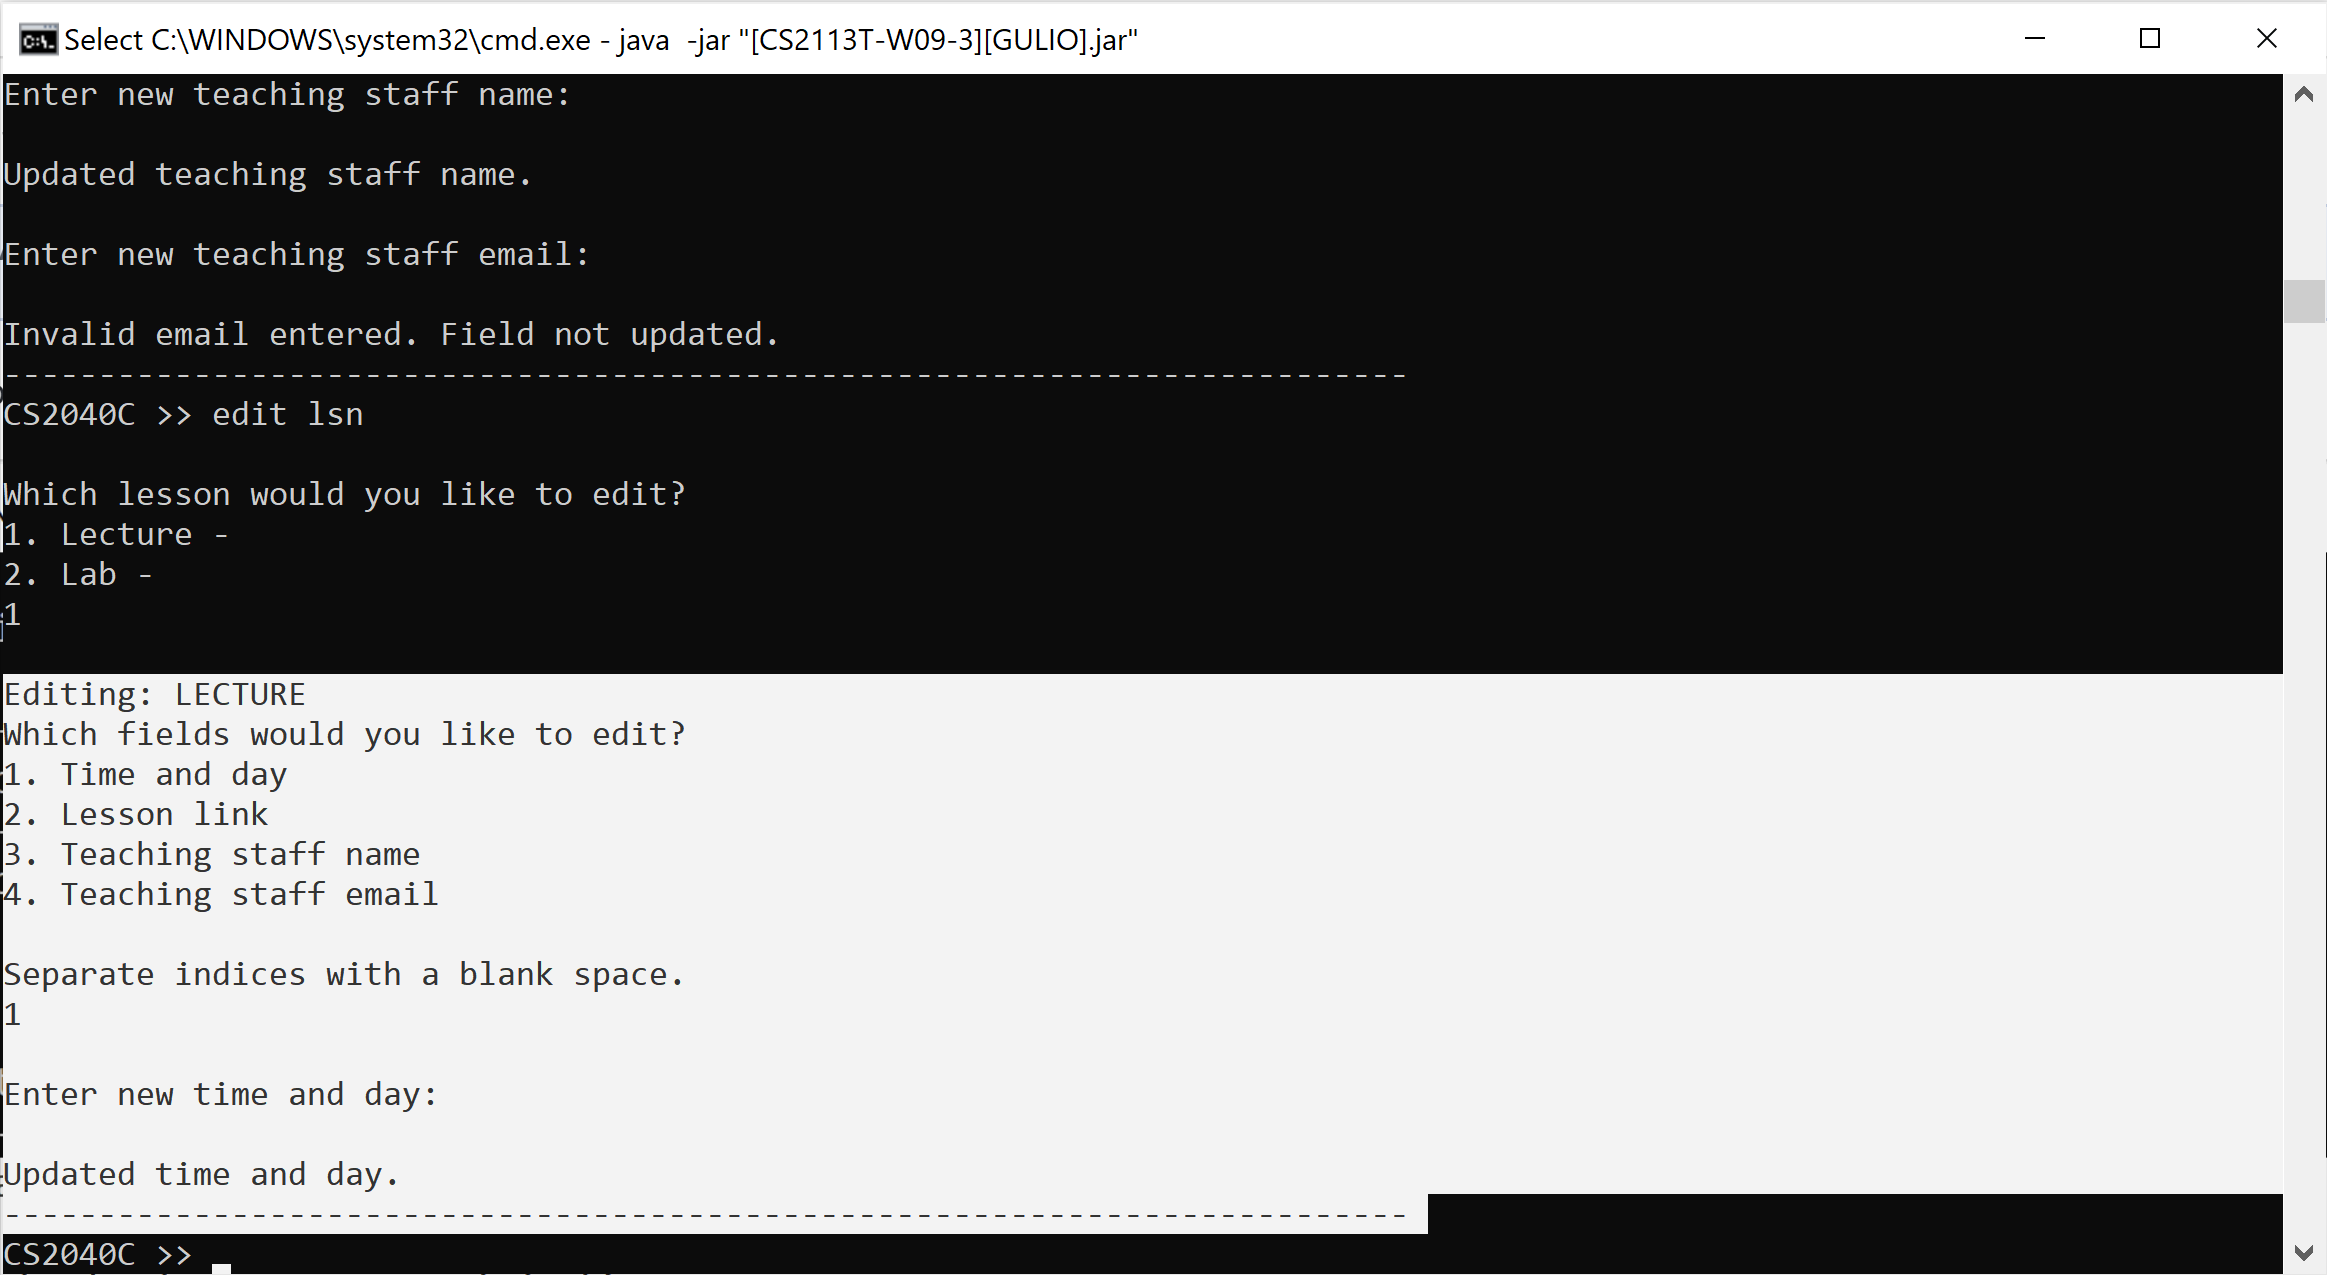 Select C:\WINDOWS\system32\cmd.exe - java  -jar "[CS2113T-W09-3][GULIO].jar"
Enter new teaching staff name:
Updated teaching staff name.
Enter new teaching staff email:
Invalid email entered. Field not updated.
--------------------------------------------------------------------------
CS2040C >> edit lsn
Which lesson would you like to edit?
1. Lecture -
2. Lab -
1
Editing: LECTURE
Which fields would you like to edit?
1. Time and day
2. Lesson link
3. Teaching staff name
4. Teaching staff email
Separate indices with a blank space.
1
Enter new time and day:
Updated time and day.
--------------------------------------------------------------------------
CS2040C >>